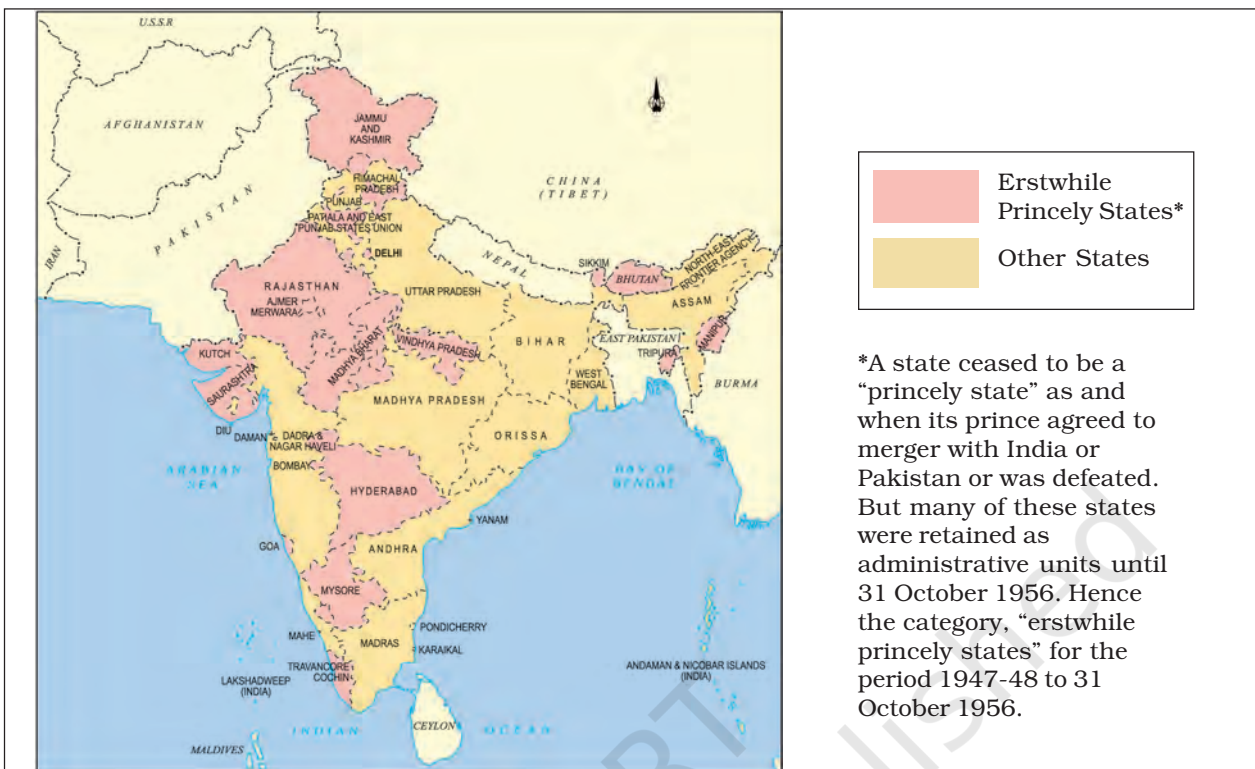 U.S.S.R
AFGHANISTAN
JAMMU
AND
KASHMIR
CHINA
(TIBET)
RIMACHAL
PRADESH
PUNJAB
PATIALA AND EAST
PUNJAB STATES UNION
PAKISTAN
IRAN
DELHI
NEPAL
SIKKIM
BHUTAN
NORTH-EAST
FRONTIER AGENCY
RAJASTHAN
UTTAR PRADESH
ASSAM
AJMER
MERWARA
BIHAR
EAST PAKISTAN
MANIPUR
KUTCH
MADHYA BHARAT
VINDHYA PRADESH
TRIPURA
SAURASHTRA
WEST
BENGAL
BURMA
MADHYA PRADESH
DIU
DAMAN
DADRA &
NAGAR HAVELI
ORISSA
BOMBAY
ARABIAN
SEA
BAY OF
BENGAL
HYDERABAD
YANAM
GOA
ANDHRA
MYSORE
MAHE
MADRAS
PONDICHERRY
KARAIKAL
TRAVANCORE
COCHIN
LAKSHADWEEP
(INDIA)
ANDAMAN & NICOBAR ISLANDS
(INDIA)
CEYLON
INDIAN OCEAN
MALDIVES
N
Erstwhile
Princely States*
Other States
*A state ceased to be a
“princely state” as and
when its prince agreed to
merger with India or
Pakistan or was defeated.
But many of these states
were retained as
administrative units until
31 October 1956. Hence
the category, “erstwhile
princely states” for the
period 1947-48 to 31
October 1956.